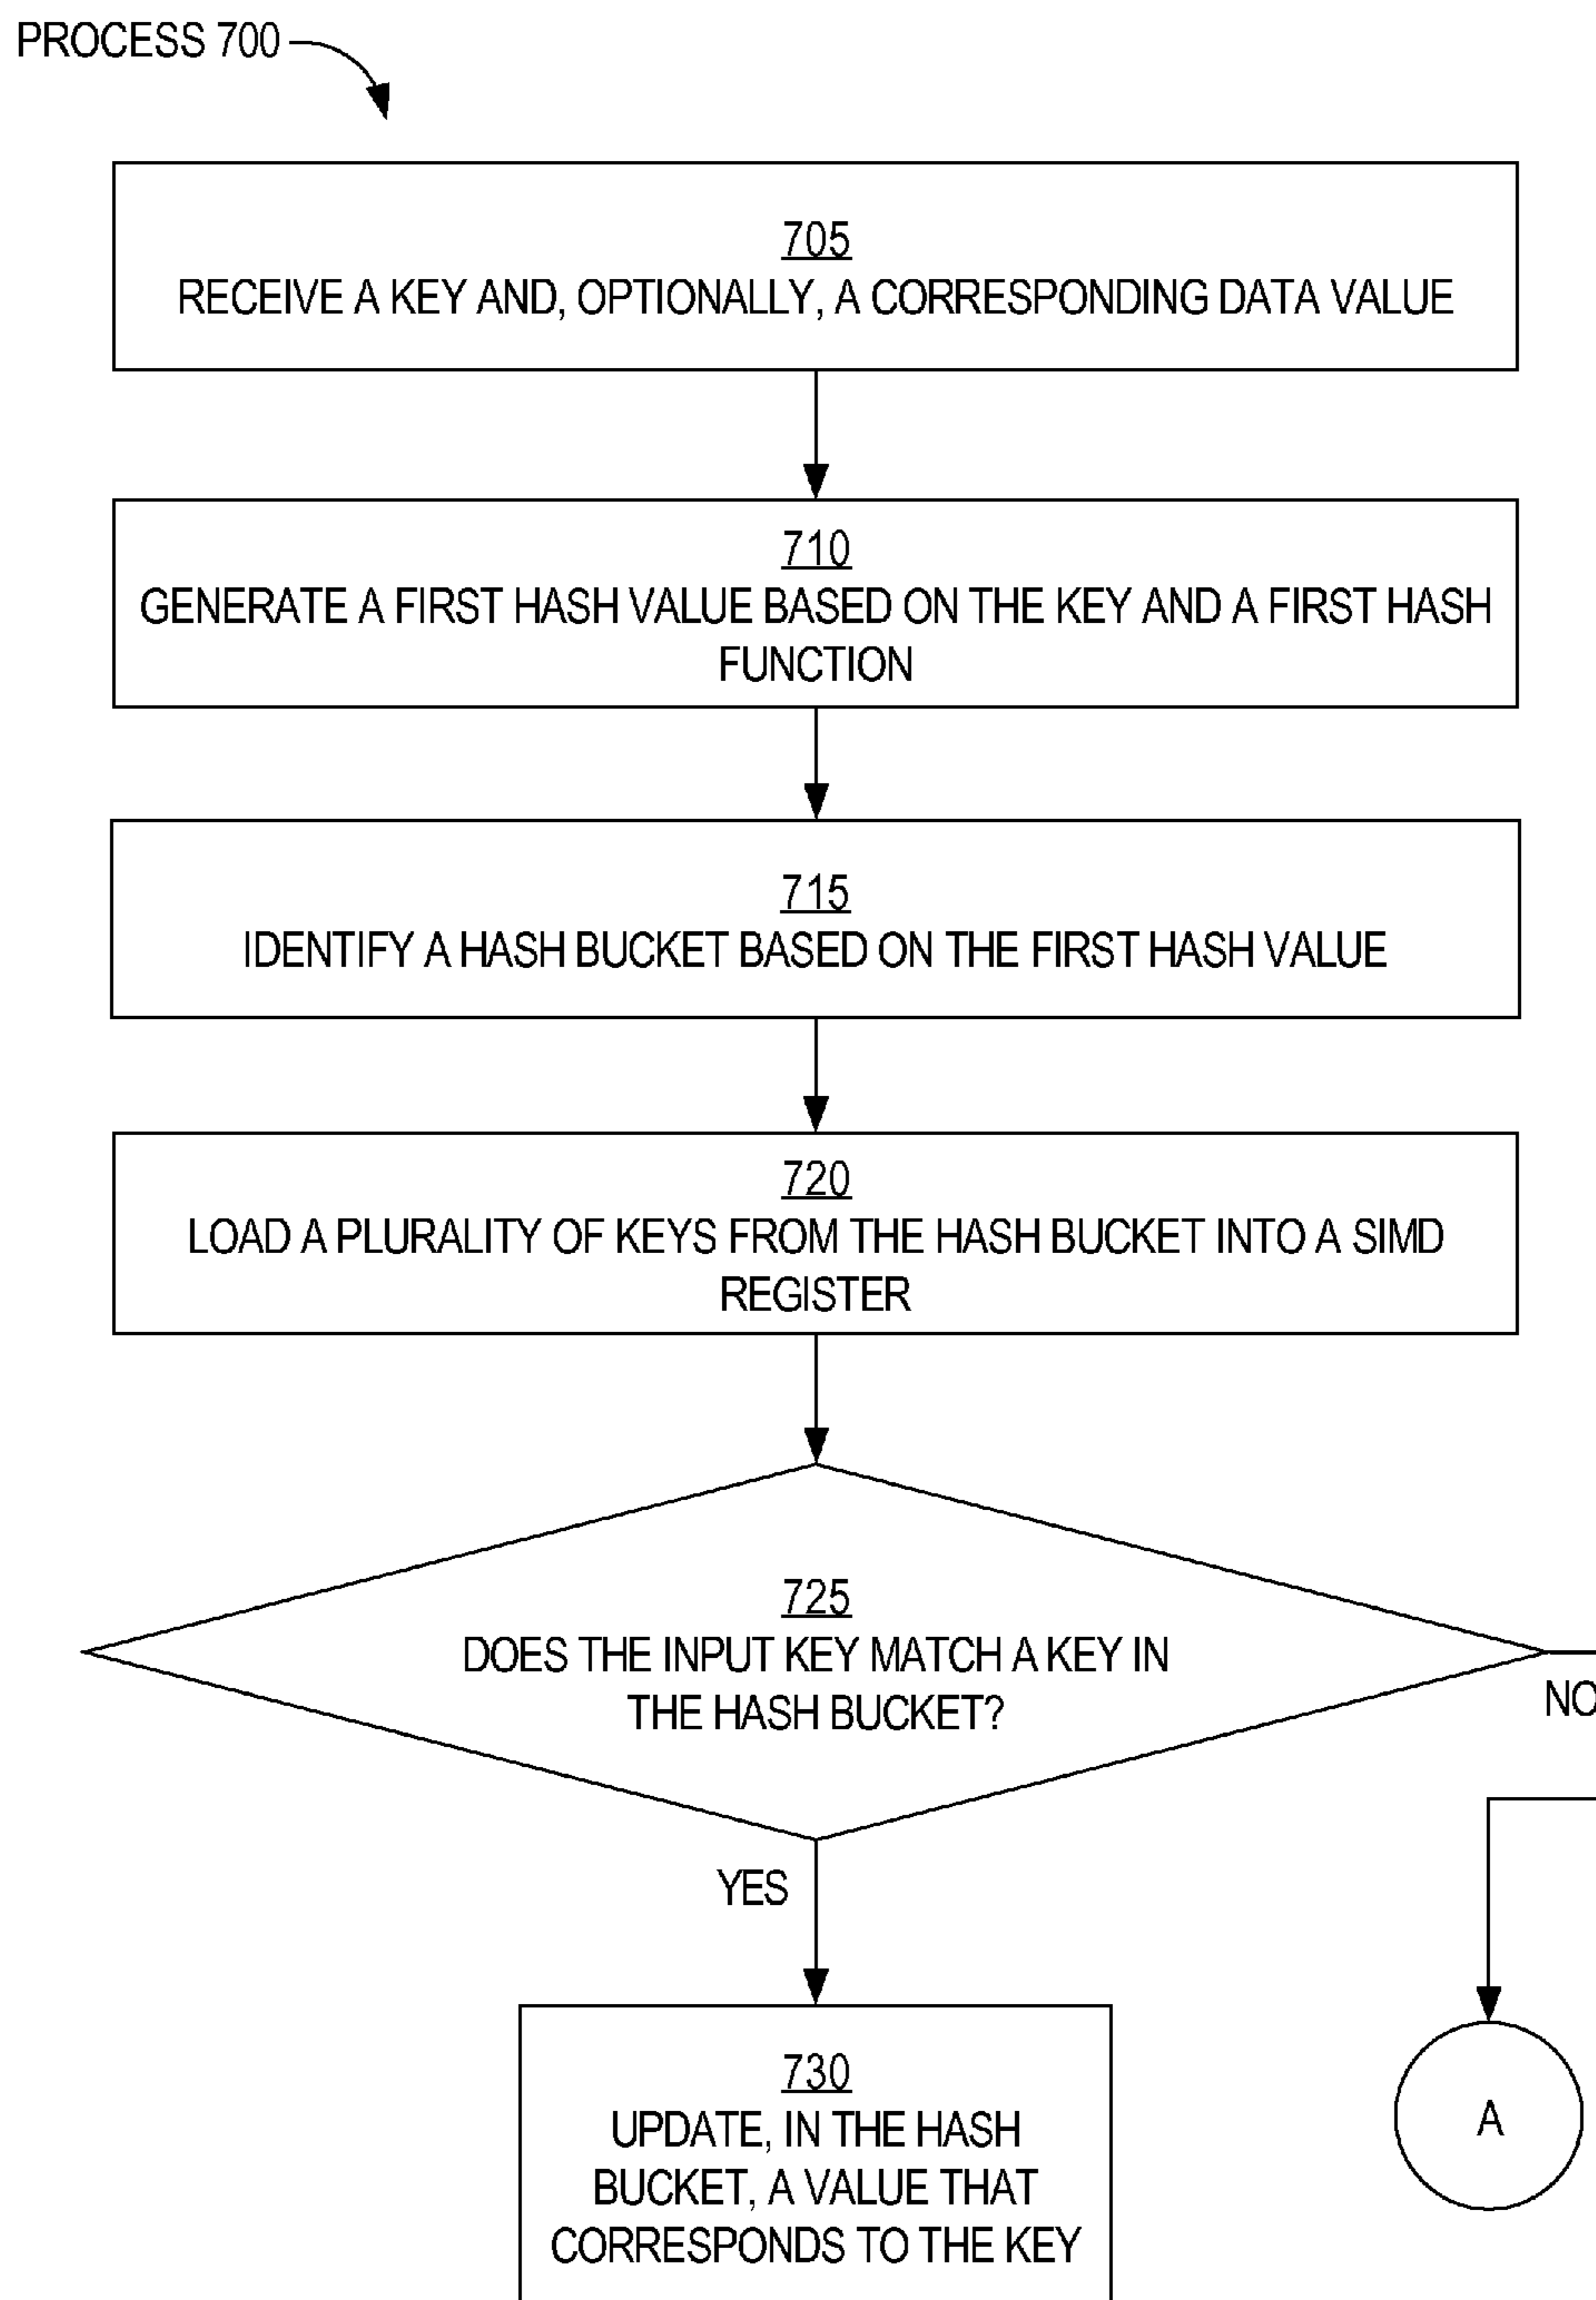 PROCESS 700
705
RECEIVE A KEY AND, OPTIONALLY, A CORRESPONDING DATA VALUE
710
GENERATE A FIRST HASH VALUE BASED ON THE KEY AND A FIRST HASH
FUNCTION
715
IDENTIFY A HASH BUCKET BASED ON THE FIRST HASH VALUE
720
LOAD A PLURALITY OF KEYS FROM THE HASH BUCKET INTO A SIMD
REGISTER
725
DOES THE INPUT KEY MATCH A KEY IN
THE HASH BUCKET?
NO
YES
730
UPDATE, IN THE HASH
BUCKET, A VALUE THAT
CORRESPONDS TO THE KEY
A